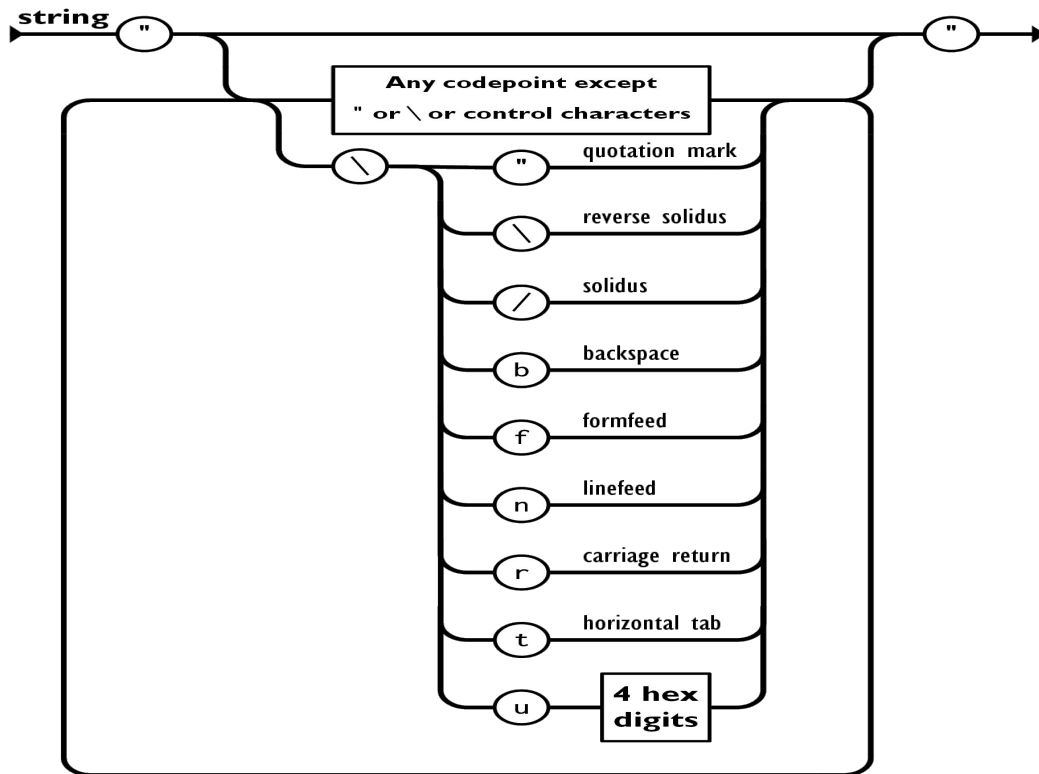 string
" "
Any codepoint except
" or \ or control characters
\ " quotation mark
\ reverse solidus
/ solidus
b backspace
f formfeed
n linefeed
r carriage return
t horizontal tab
u 4 hex
digits